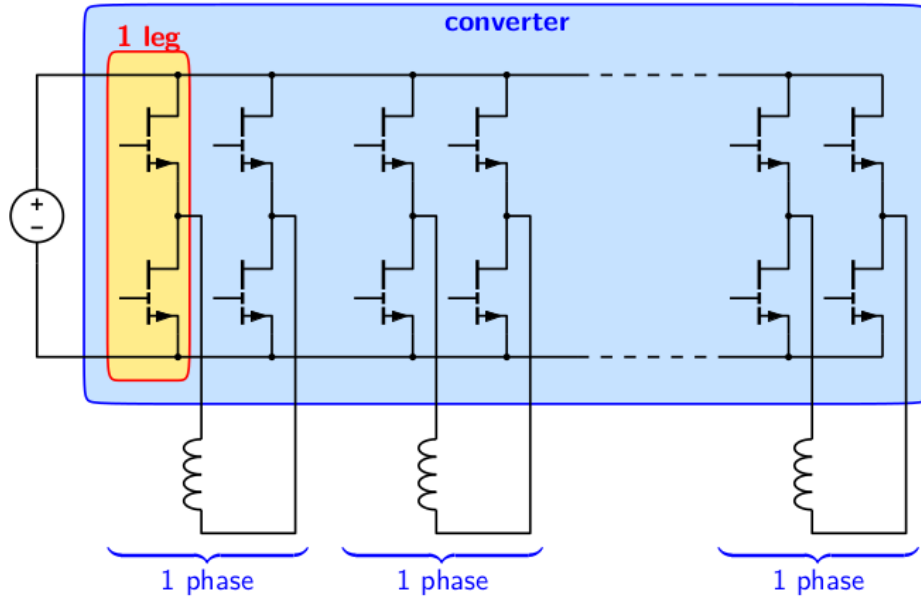 converter
1 leg
+
−
1 phase
1 phase
1 phase